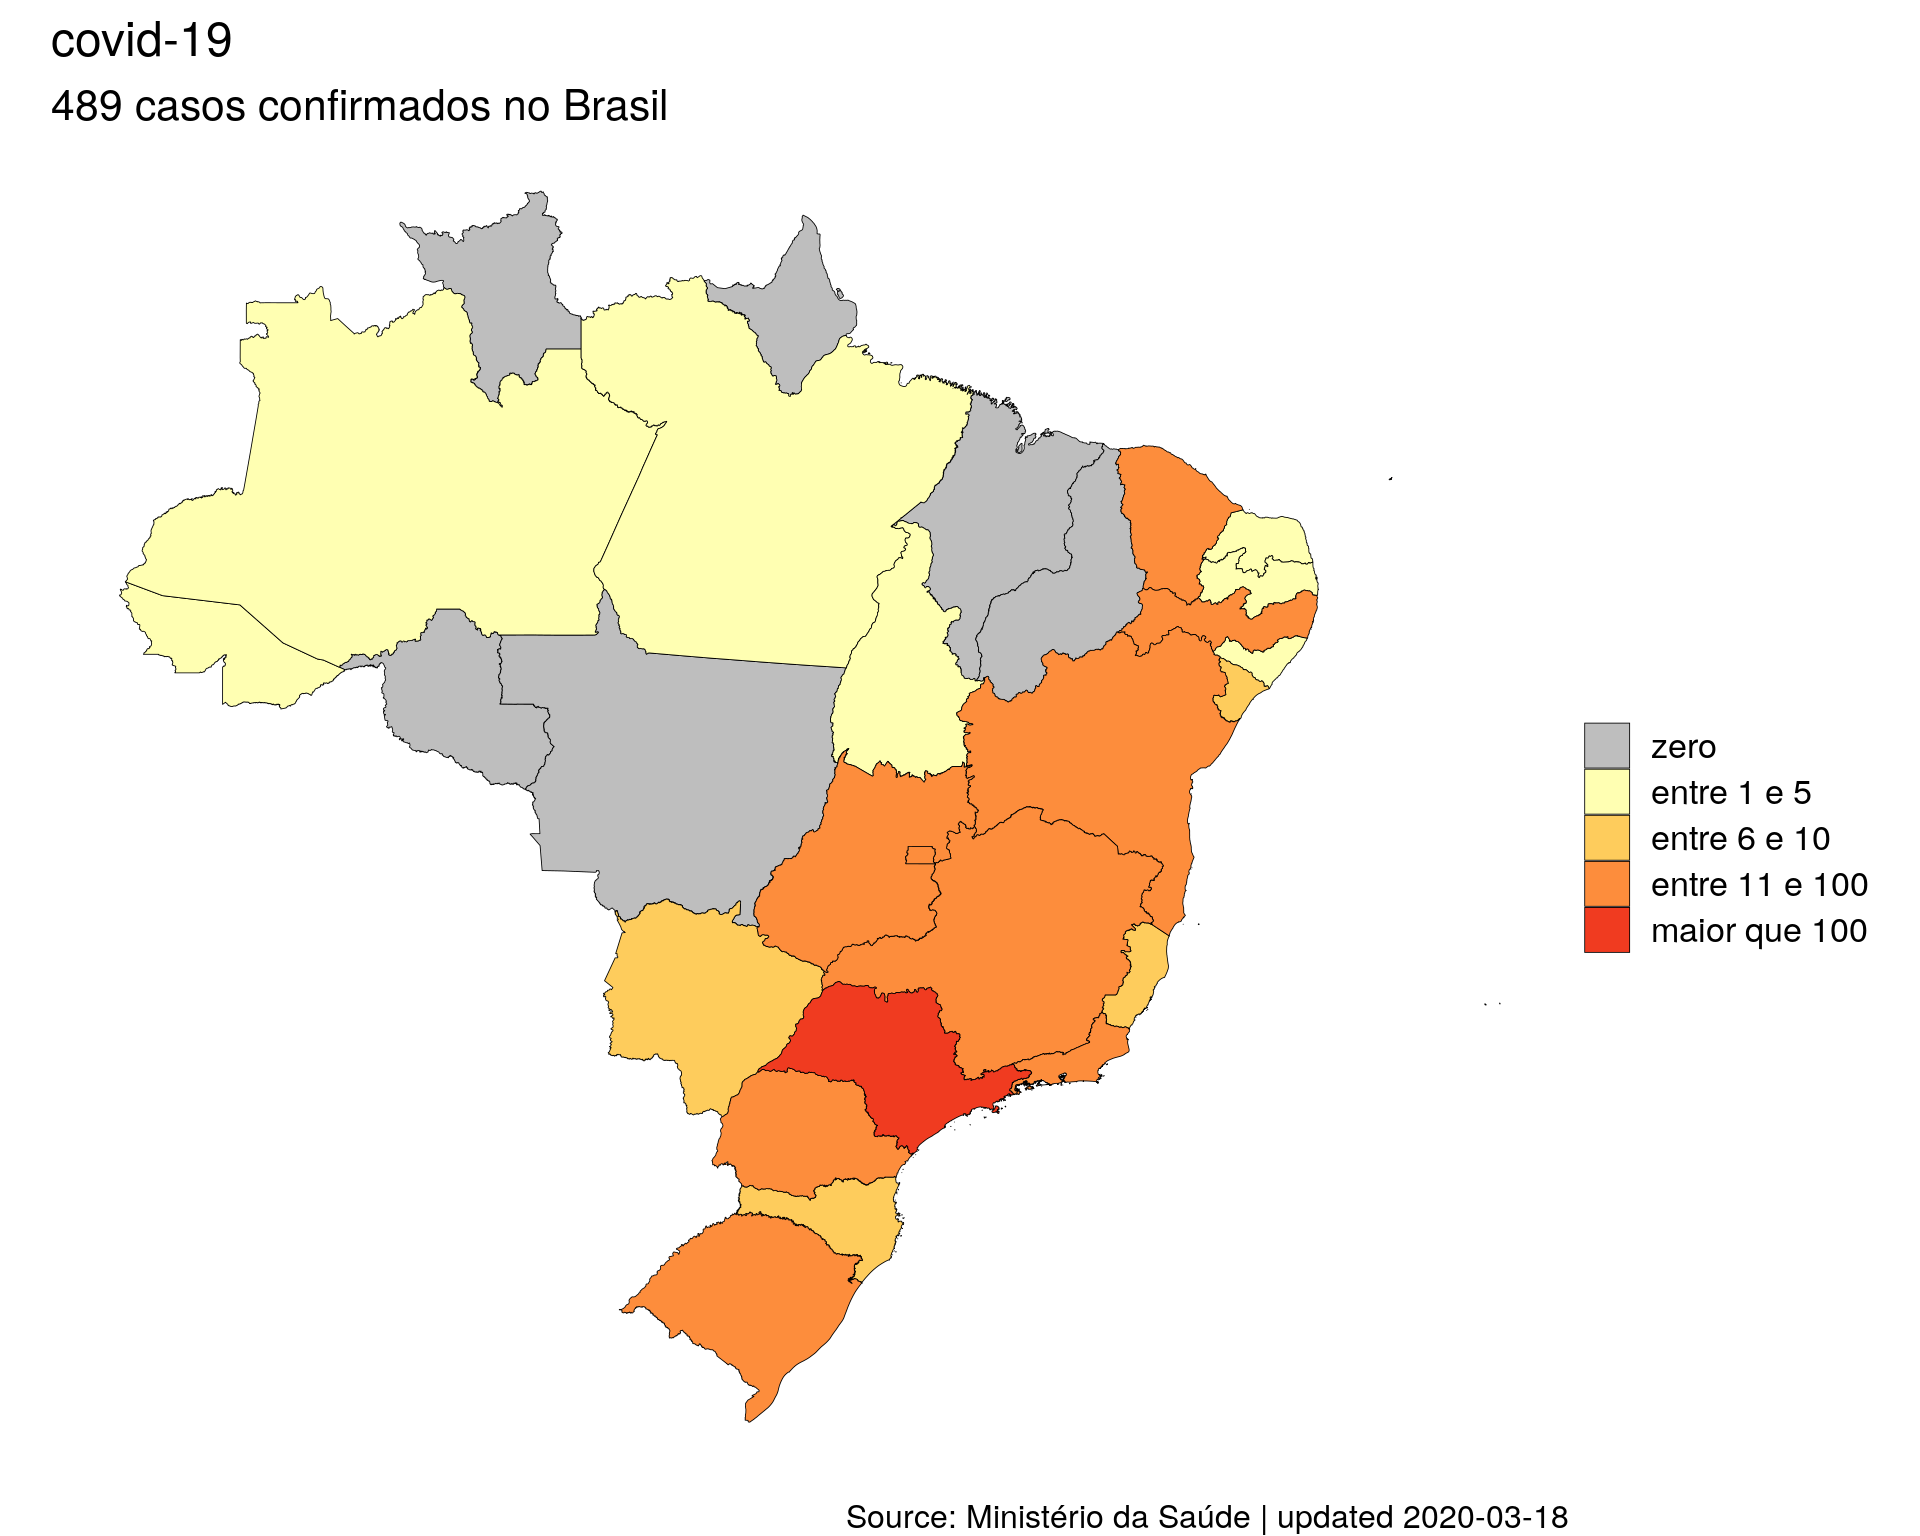 covid-19
489 casos confirmados no Brasil
zero
entre 1 e 5
entre 6 e 10
entre 11 e 100
maior que 100
Source: Ministério da Saúde | updated 2020-03-18